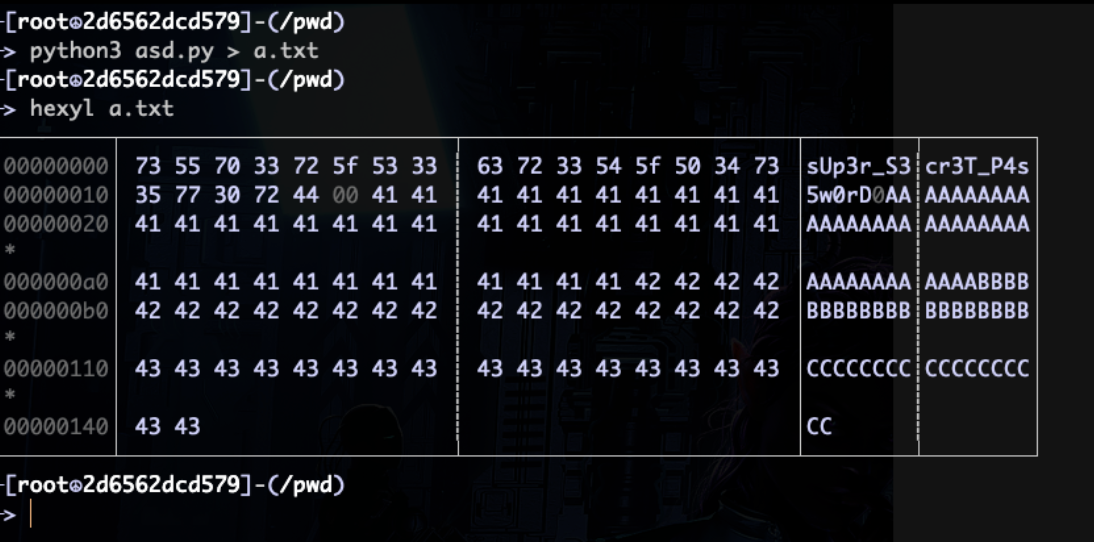 -[root☮2d6562dcd579]-(/pwd)
-> python3 asd.py > a.txt
-[root☮2d6562dcd579]-(/pwd)
-> hexyl a.txt
00000000 73 55 70 33 72 5f 53 33 63 72 33 54 5f 50 34 73 sUp3r_S3 cr3T_P4s
00000010 35 77 30 72 44 00 41 41 41 41 41 41 41 41 41 41 5w0rD0AA AAAAAAAA
00000020 41 41 41 41 41 41 41 41 41 41 41 41 41 41 41 41 AAAAAAAA AAAAAAAA
*
000000a0 41 41 41 41 41 41 41 41 41 41 41 41 42 42 42 42 AAAAAAAA AAAABBBB
000000b0 42 42 42 42 42 42 42 42 42 42 42 42 42 42 42 42 BBBBBBBB BBBBBBBB
*
00000110 43 43 43 43 43 43 43 43 43 43 43 43 43 43 43 43 CCCCCCCC CCCCCCCC
*
00000140 43 43 CC
-[root☮2d6562dcd579]-(/pwd)
->